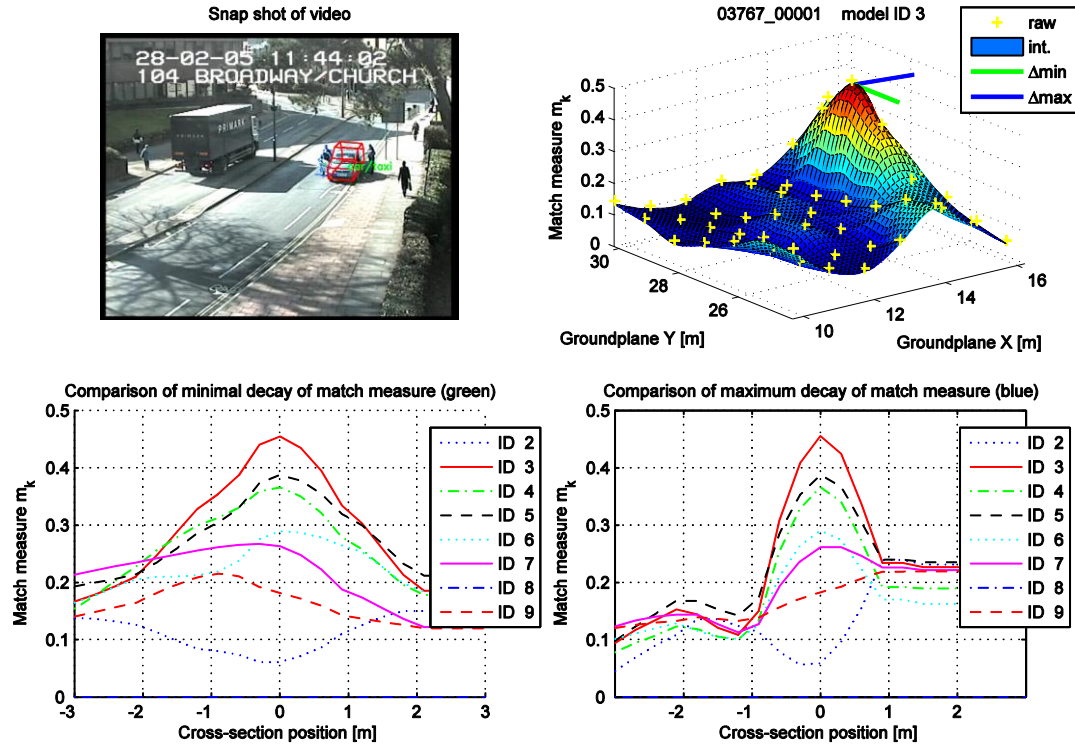 Snap shot of video
28-02-05 11:44:02
104 BROADWAY/CHURCH
PRIMARK
03767_00001 model ID 3
raw
int.
Δmin
Δmax
Match measure m_k
0.5
0.4
0.3
0.2
0.1
0
30
28
26
10
12
14
16
Groundplane Y [m]
Groundplane X [m]
Comparison of minimal decay of match measure (green)
Match measure m_k
0.5
0.4
0.3
0.2
0.1
0
-3
-2
-1
0
1
2
3
Cross-section position [m]
ID 2
ID 3
ID 4
ID 5
ID 6
ID 7
ID 8
ID 9
Comparison of maximum decay of match measure (blue)
Match measure m_k
0.5
0.4
0.3
0.2
0.1
0
-2
-1
0
1
2
Cross-section position [m]
ID 2
ID 3
ID 4
ID 5
ID 6
ID 7
ID 8
ID 9